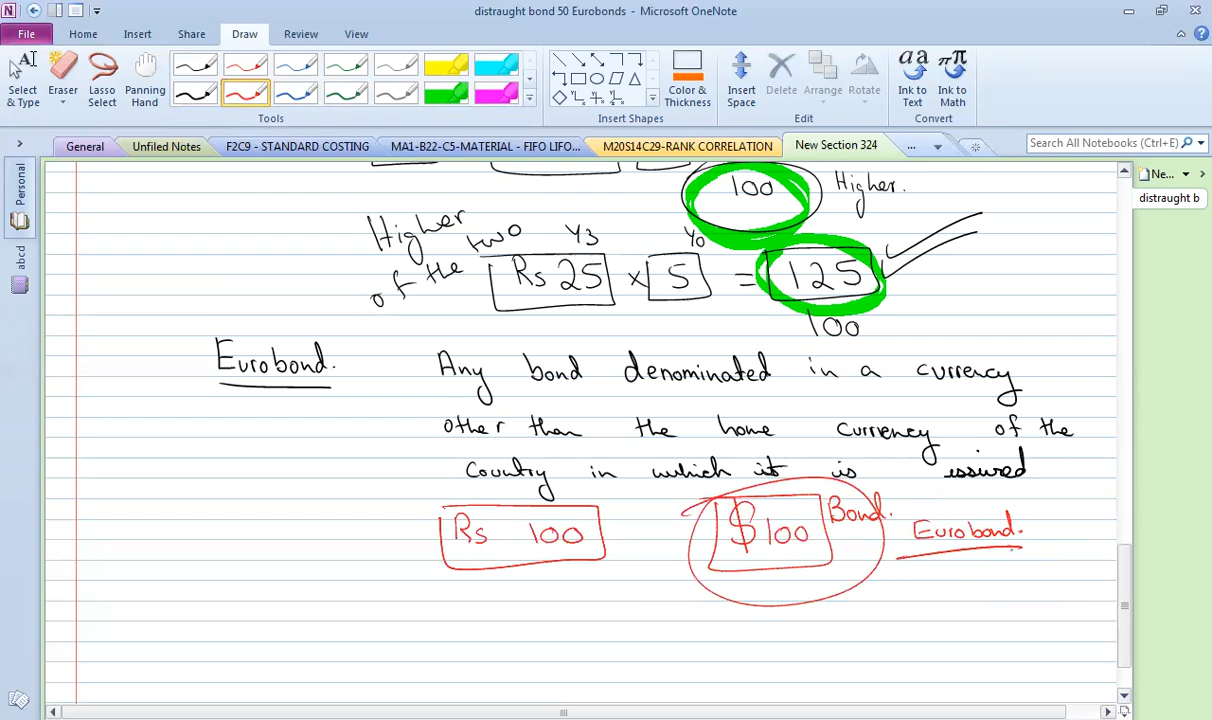 distraught bond 50 Eurobonds - Microsoft OneNote
File Home Insert Share Draw Review View
Select & Type
Eraser
Lasso Select
Panning Hand
Insert Space
Color & Thickness
Delete
Arrange
Rotate
Ink to Text
Ink to Math
Tools
Insert Shapes
Edit
Convert
General
Unfiled Notes
F2C9 - STANDARD COSTING
MA1-B22-C5-MATERIAL - FIFO LIFO...
M20S14C29-RANK CORRELATION
New Section 324
...
Search All Notebooks (Ctrl+E)
Personal
abcd
Ne...
distraught b
100 Higher.
Higher
of the two
Y3 Y0
Rs 25 × 5 = 125
100
Eurobond. Any bond denominated in a currency
other than the home currency of the
Country in which it is issued
Rs 100 $100 Bond. Eurobond.